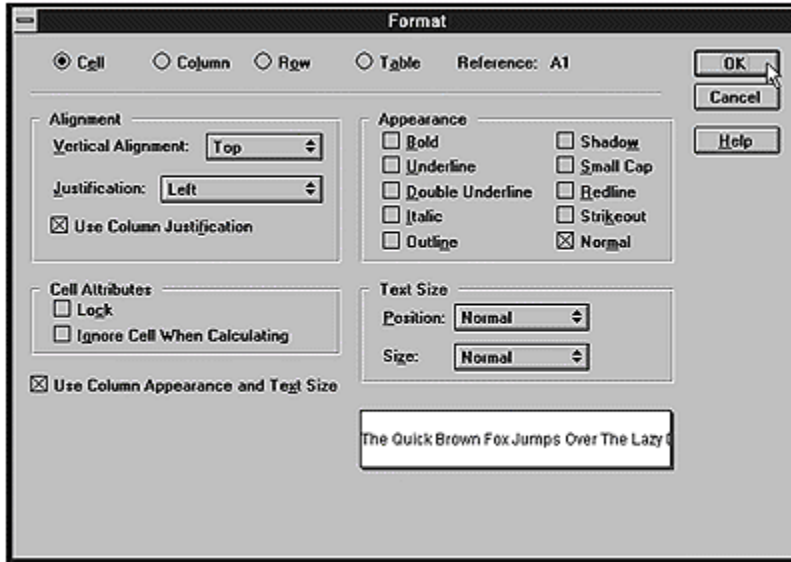 Format
Cell Column Row Table Reference: A1
OK
Cancel
Help
Alignment
Vertical Alignment: Top
Justification: Left
Use Column Justification
Appearance
Bold Shadow
Underline Small Cap
Double Underline Redline
Italic Strikeout
Outline Normal
Cell Attributes
Lock
Ignore Cell When Calculating
Use Column Appearance and Text Size
Text Size
Position: Normal
Size: Normal
The Quick Brown Fox Jumps Over The Lazy